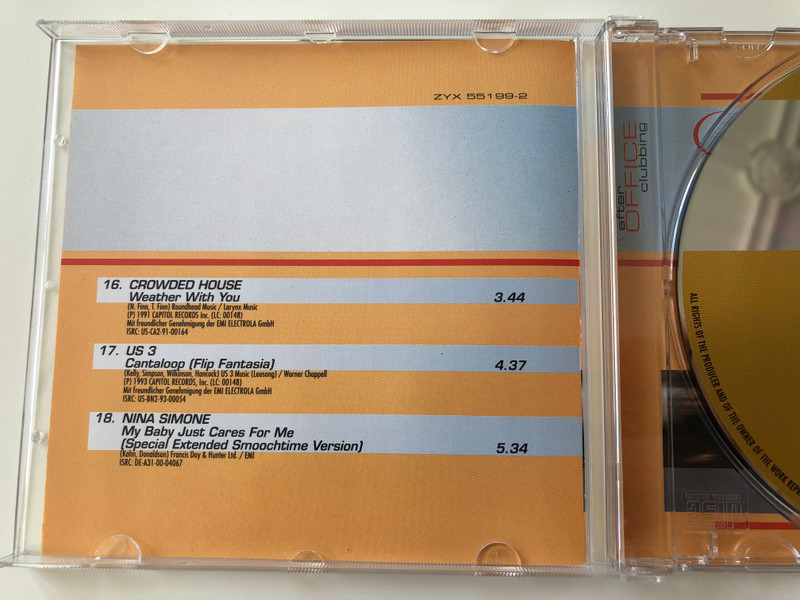 ZYX 55199-2
16. CROWDED HOUSE
Weather With You 3.44
(N. Finn, T. Finn) Roundhead Music / Larynx Music
(P) 1991 CAPITOL RECORDS Inc. (LC: 00148)
Mit freundlicher Genehmigung der EMI ELECTROLA GmbH
ISRC: US-CA2-91-00164
17. US 3
Cantaloop (Flip Fantasia) 4.37
(Kelly, Simpson, Wilkinson, Hancock) US 3 Music (Leosong) / Warner Chappell
(P) 1993 CAPITOL RECORDS, Inc. (LC: 00148)
Mit freundlicher Genehmigung der EMI ELECTROLA GmbH
ISRC: US-BN2-93-00054
18. NINA SIMONE
My Baby Just Cares For Me
(Special Extended Smoochtime Version) 5.34
(Kahn, Donaldson) Francis Day & Hunter Ltd. / EMI
ISRC: DE-A31-00-04067
after
OFFICE
clubbing
ALL RIGHTS OF THE PRODUCER AND OF THE OWNER OF THE WORK